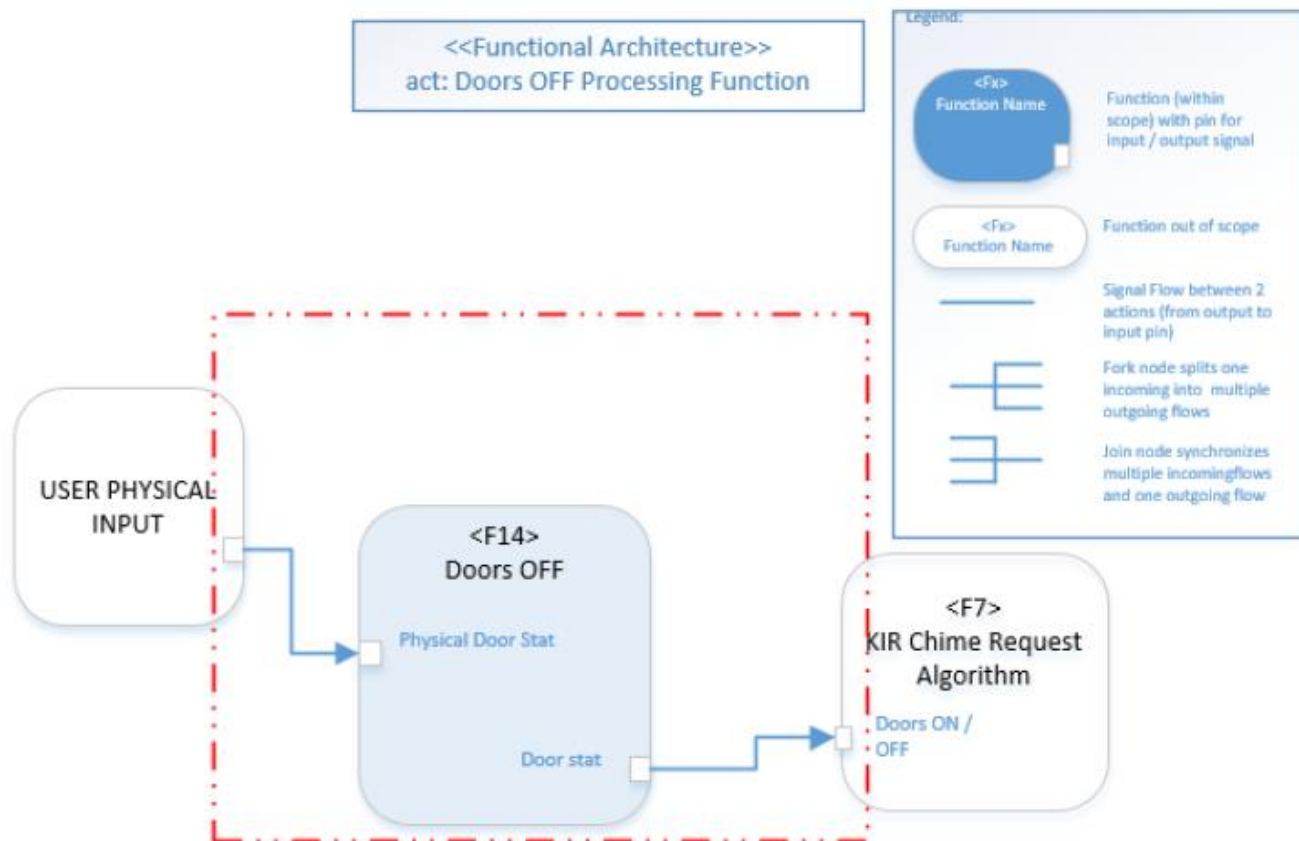 <<Functional Architecture>>
act: Doors OFF Processing Function
Legend:
<Fx>
Function Name
Function (within
scope) with pin for
input / output signal
<Fx>
Function Name
Function out of scope
Signal Flow between 2
actions (from output to
input pin)
Fork node splits one
incoming into multiple
outgoing flows
Join node synchronizes
multiple incomingflows
and one outgoing flow
USER PHYSICAL
INPUT
<F14>
Doors OFF
Physical Door Stat
Door stat
<F7>
KIR Chime Request
Algorithm
Doors ON /
OFF